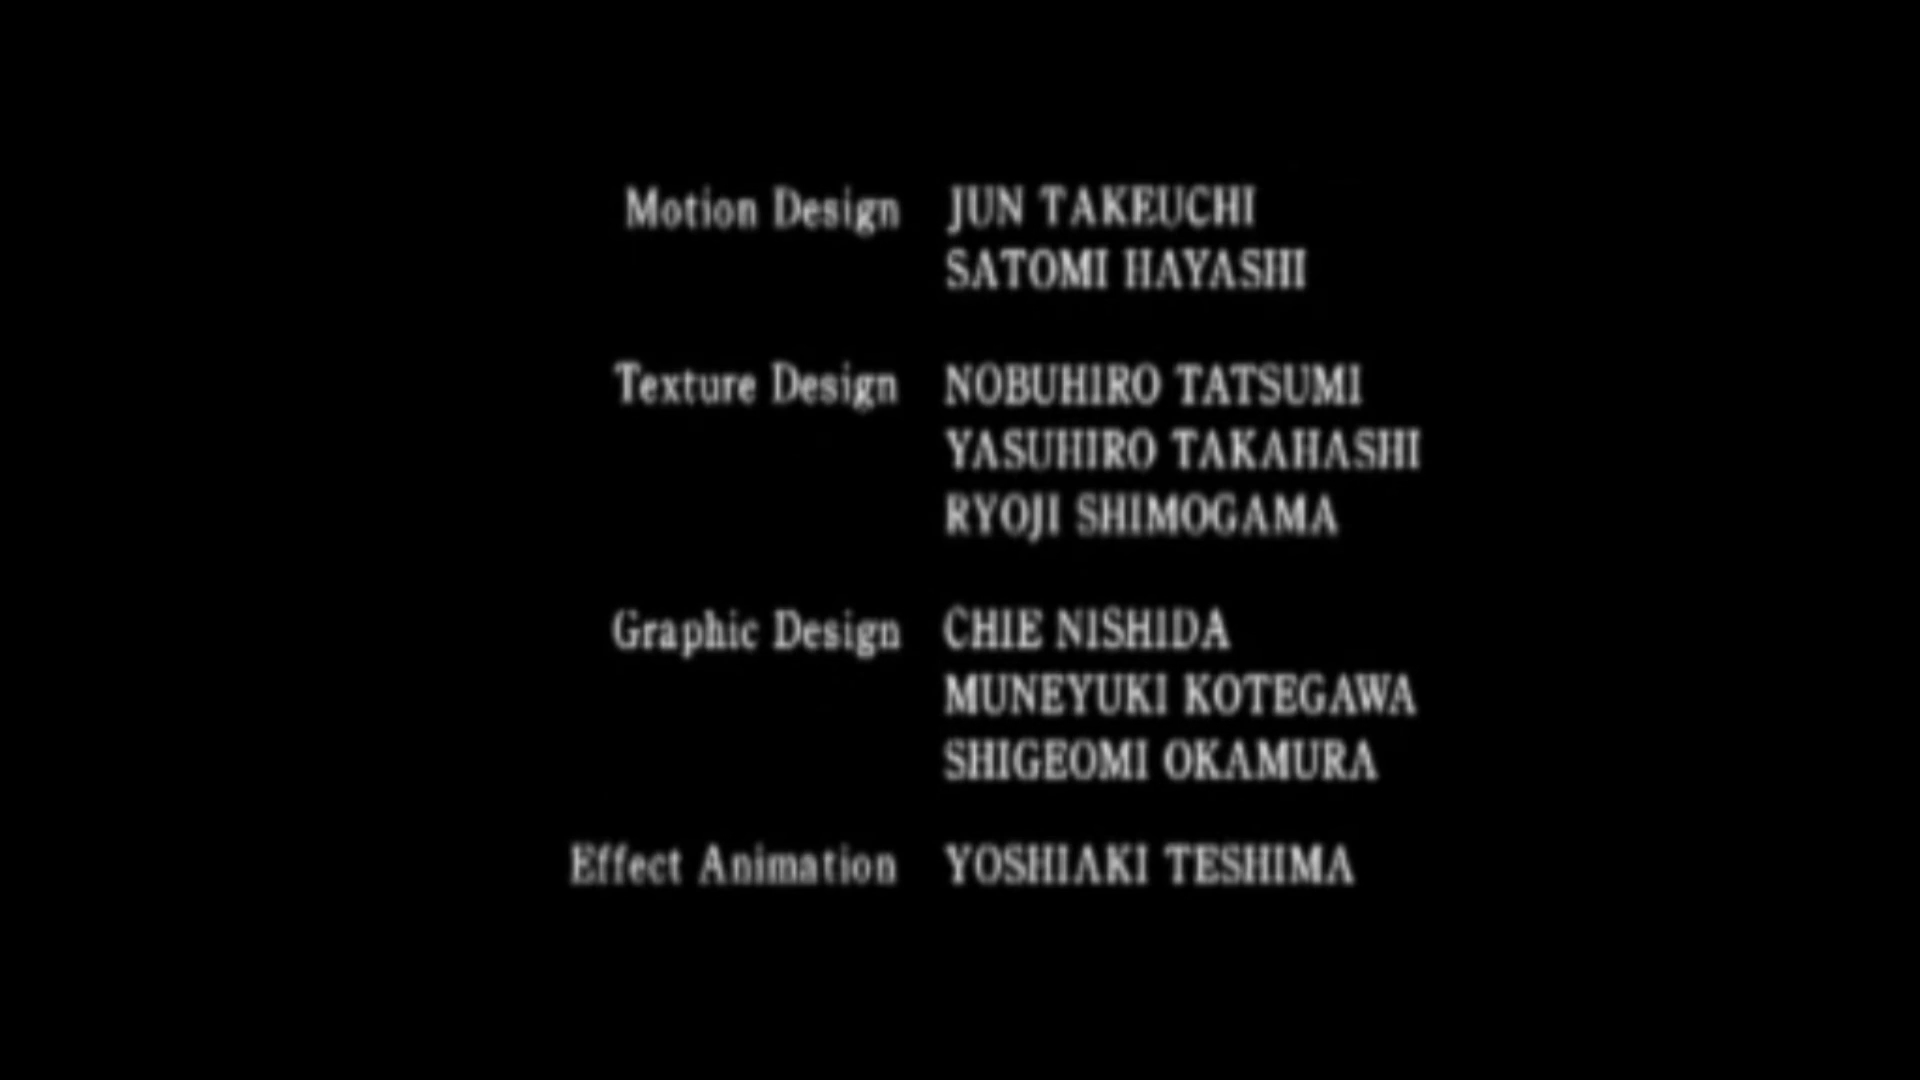 Motion Design JUN TAKEUCHI
SATOMI HAYASHI
Texture Design NOBUHIRO TATSUMI
YASUHIRO TAKAHASHI
RYOJI SHIMOGAMA
Graphic Design CHIE NISHIDA
MUNEYUKI KOTEGAWA
SHIGEOMI OKAMURA
Effect Animation YOSHIAKI TESHIMA